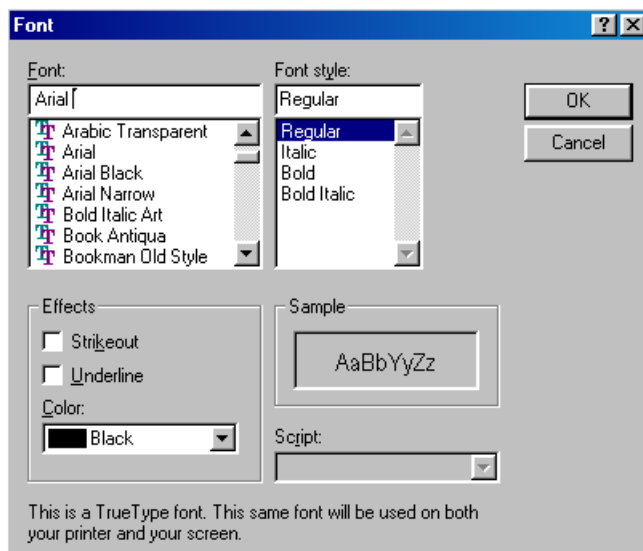 Font
Font:
Arial
Arabic Transparent
Arial
Arial Black
Arial Narrow
Bold Italic Art
Book Antiqua
Bookman Old Style
Font style:
Regular
Regular
Italic
Bold
Bold Italic
OK
Cancel
Effects
Strikeout
Underline
Color:
Black
Sample
AaBbYyZz
Script:
This is a TrueType font. This same font will be used on both
your printer and your screen.